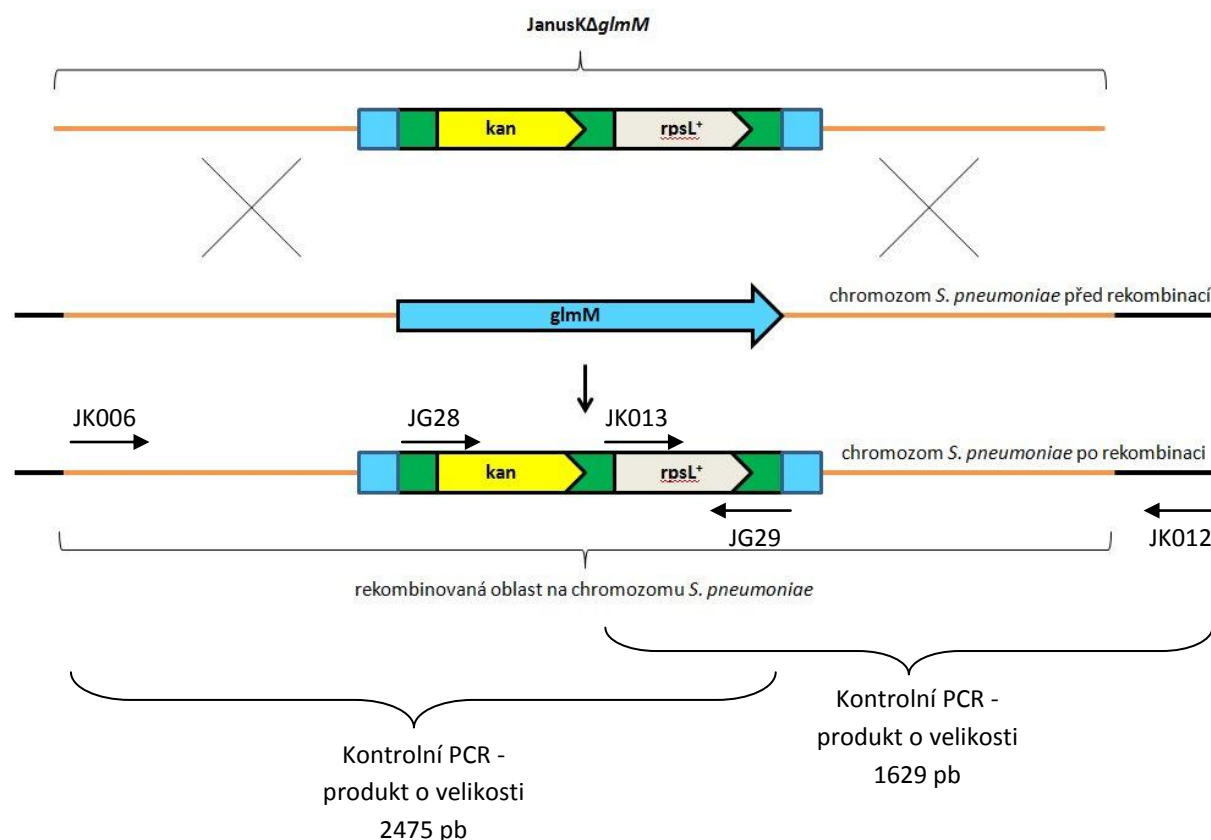 JanusKΔglmM
kan
rpsL⁺
chromozom S. pneumoniae před rekombinací
glmM
JK006
JG28
JK013
chromozom S. pneumoniae po rekombinaci
kan
rpsL⁺
JG29
JK012
rekombinovaná oblast na chromozomu S. pneumoniae
Kontrolní PCR -
produkt o velikosti
1629 pb
Kontrolní PCR -
produkt o velikosti
2475 pb